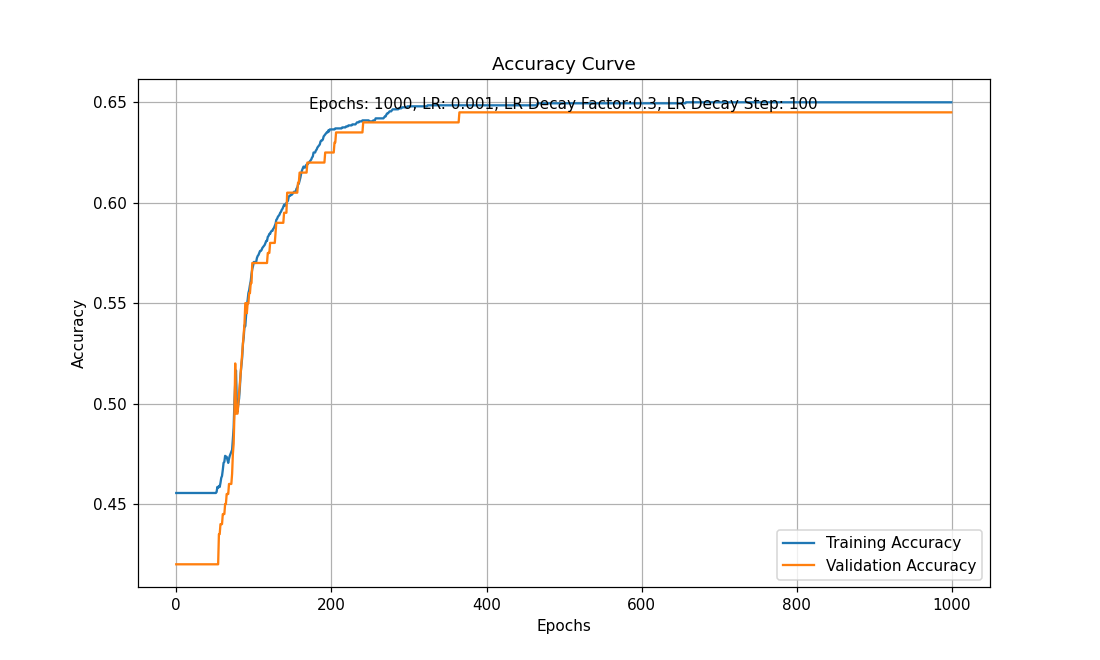 Accuracy Curve
Epochs: 1000, LR: 0.001, LR Decay Factor:0.3, LR Decay Step: 100
0.65
0.60
0.55
0.50
0.45
Accuracy
0 200 400 600 800 1000
Epochs
Training Accuracy
Validation Accuracy